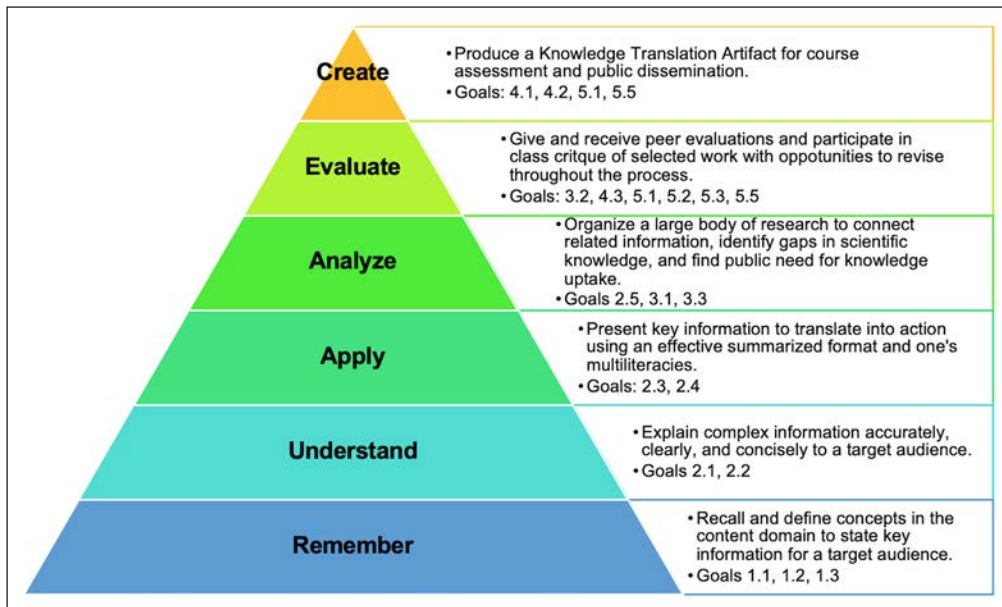 Create
• Produce a Knowledge Translation Artifact for course
assessment and public dissemination.
• Goals: 4.1, 4.2, 5.1, 5.5
Evaluate
• Give and receive peer evaluations and participate in
class critque of selected work with oppotunities to revise
throughout the process.
• Goals: 3.2, 4.3, 5.1, 5.2, 5.3, 5.5
Analyze
• Organize a large body of research to connect
related information, identify gaps in scientific
knowledge, and find public need for knowledge
uptake.
• Goals 2.5, 3.1, 3.3
Apply
• Present key information to translate into action
using an effective summarized format and one's
multiliteracies.
• Goals: 2.3, 2.4
Understand
• Explain complex information accurately,
clearly, and concisely to a target audience.
• Goals 2.1, 2.2
Remember
• Recall and define concepts in the
content domain to state key
information for a target audience.
• Goals 1.1, 1.2, 1.3